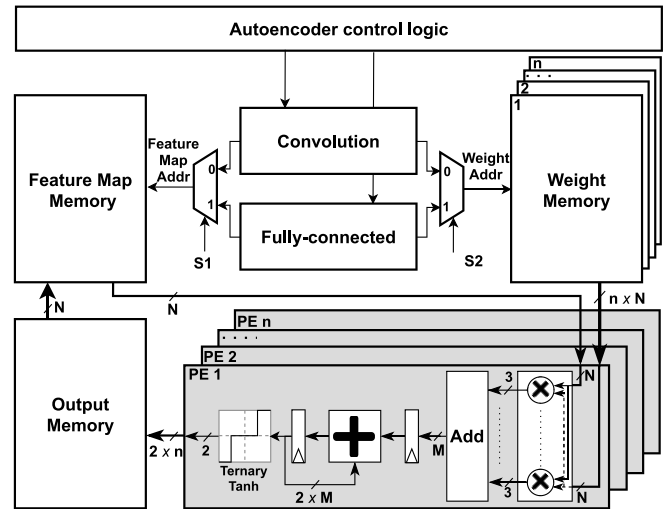 Autoencoder control logic
n
. . . .
2
1
Feature Map
Memory
Feature
Map
Addr
0
1
S1
Convolution
Fully-connected
0
1
S2
Weight
Addr
Weight
Memory
N
N
n x N
PE n
. . . .
PE 2
PE 1
Output
Memory
2 x n
2
Ternary
Tanh
2 x M
M
Add
3
3
N
N